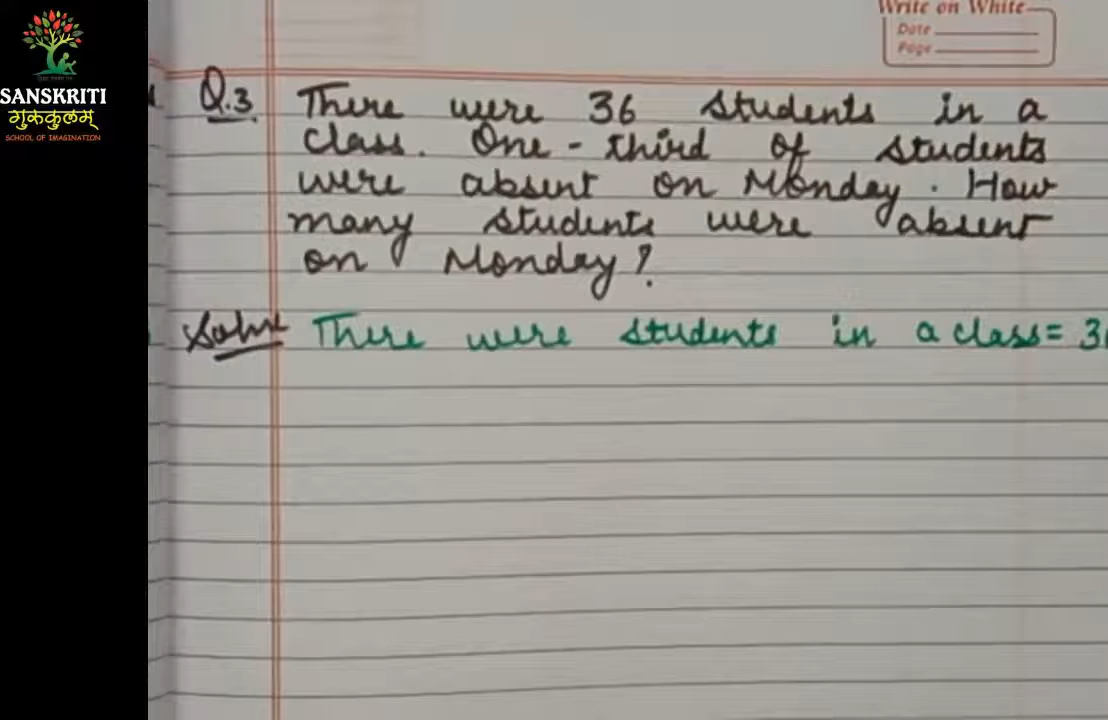 Write on White
Date
Page
SANSKRITI
गुरुकुलम्
SCHOOL OF IMAGINATION
Q.3 There were 36 students in a
class. One-third of students
were absent on Monday. How
many students were absent
on Monday?
Soln There were students in a class= 3